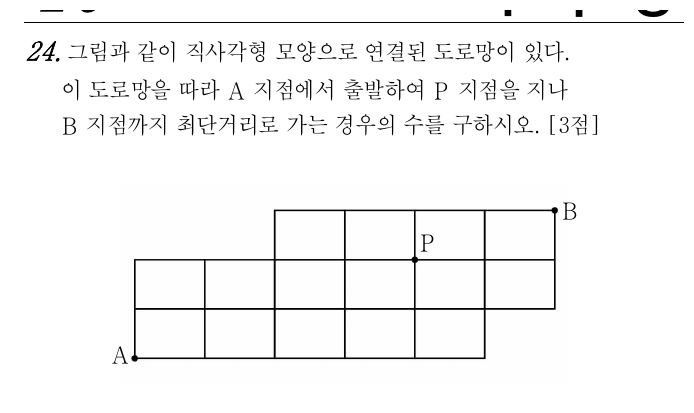 24. 그림과 같이 직사각형 모양으로 연결된 도로망이 있다.
이 도로망을 따라 A 지점에서 출발하여 P 지점을 지나
B 지점까지 최단거리로 가는 경우의 수를 구하시오. [3점]
B
P
A